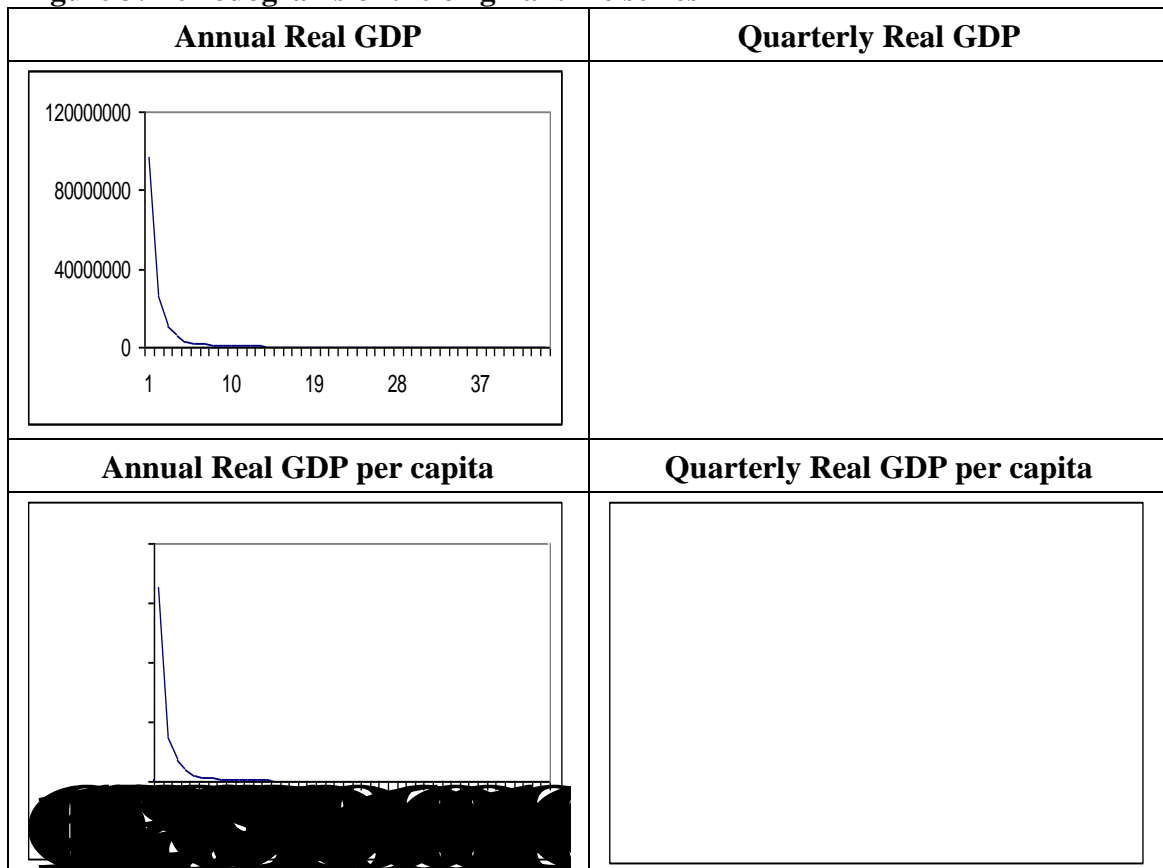 Annual Real GDP
Quarterly Real GDP
120000000
80000000
40000000
0
1 10 19 28 37
Annual Real GDP per capita
Quarterly Real GDP per capita